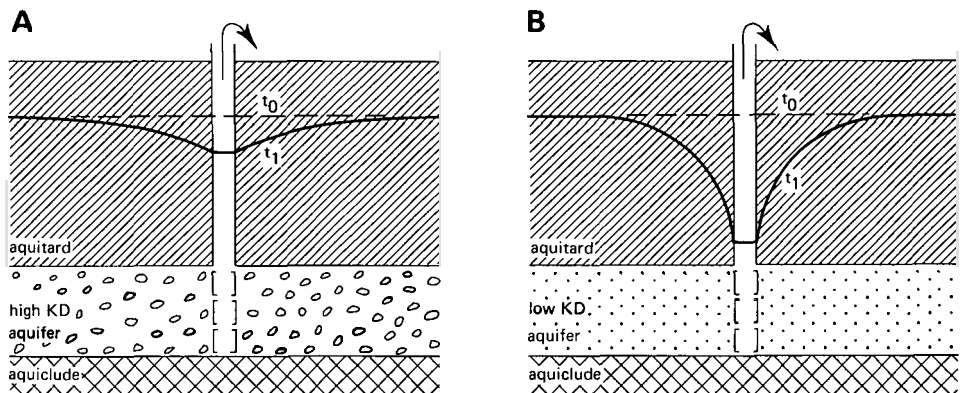 A
t0
t1
aquitard
high KD
aquifer
aquiclude
B
t0
t1
aquitard
low KD
aquifer
aquiclude